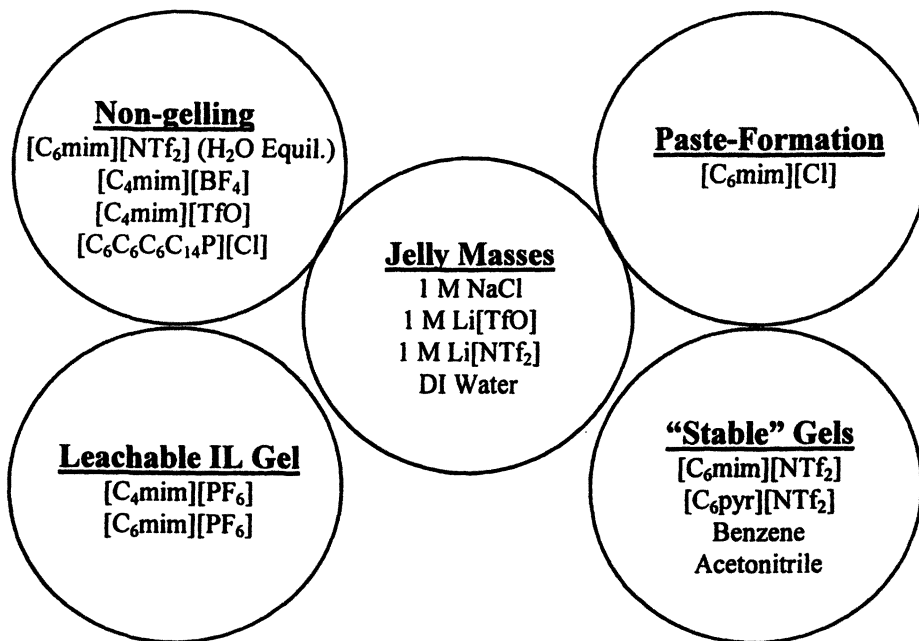 Non-gelling
[C₆mim][NTf₂] (H₂O Equil.)
[C₄mim][BF₄]
[C₄mim][TfO]
[C₆C₆C₆C₁₄P][Cl]
Paste-Formation
[C₆mim][Cl]
Jelly Masses
1 M NaCl
1 M Li[TfO]
1 M Li[NTf₂]
DI Water
Leachable IL Gel
[C₄mim][PF₆]
[C₆mim][PF₆]
“Stable” Gels
[C₆mim][NTf₂]
[C₆pyr][NTf₂]
Benzene
Acetonitrile